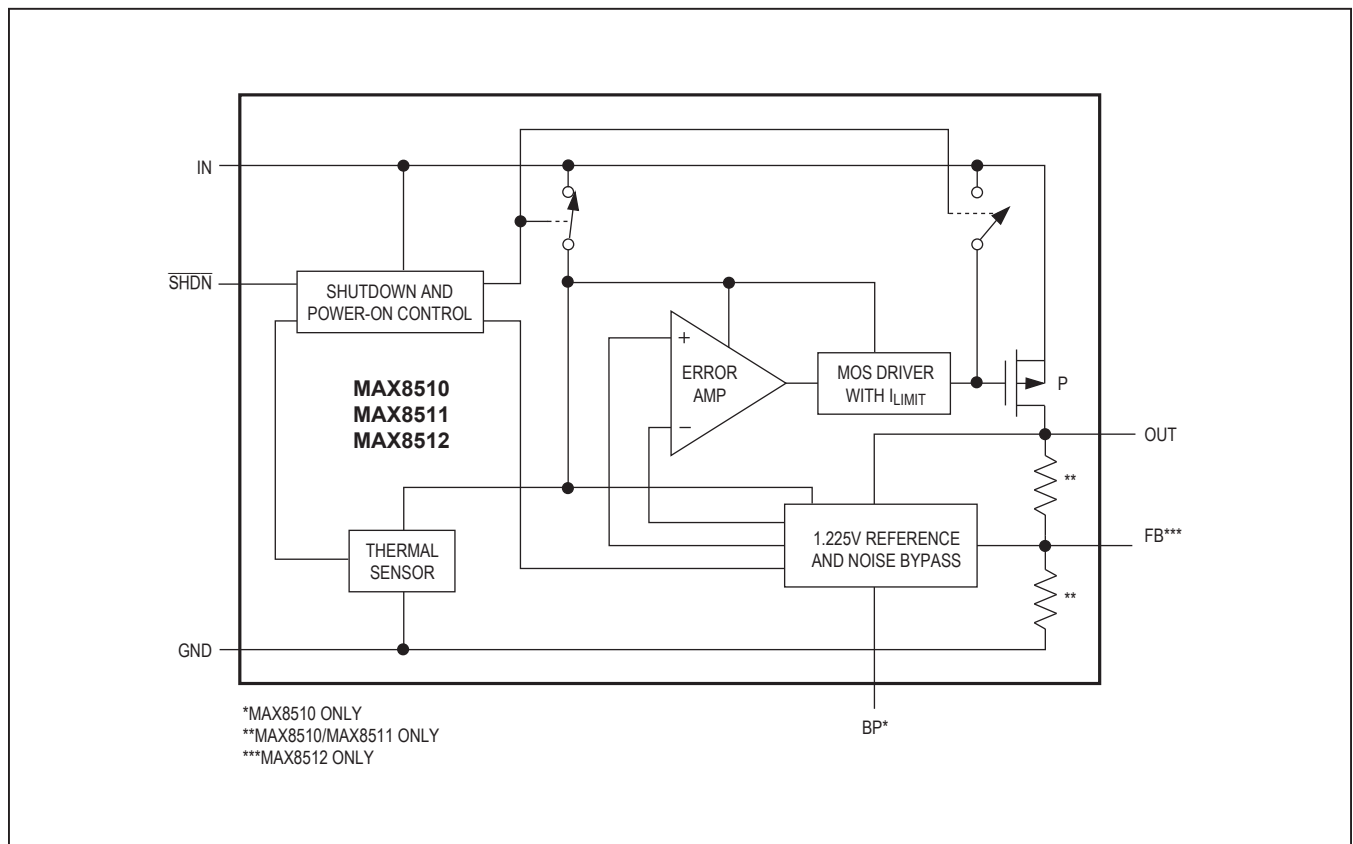 IN
SHDN
SHUTDOWN AND
POWER-ON CONTROL
MAX8510
MAX8511
MAX8512
+
ERROR
AMP
−
MOS DRIVER
WITH ILIMIT
P
OUT
**
THERMAL
SENSOR
1.225V REFERENCE
AND NOISE BYPASS
FB***
**
GND
BP*
*MAX8510 ONLY
**MAX8510/MAX8511 ONLY
***MAX8512 ONLY